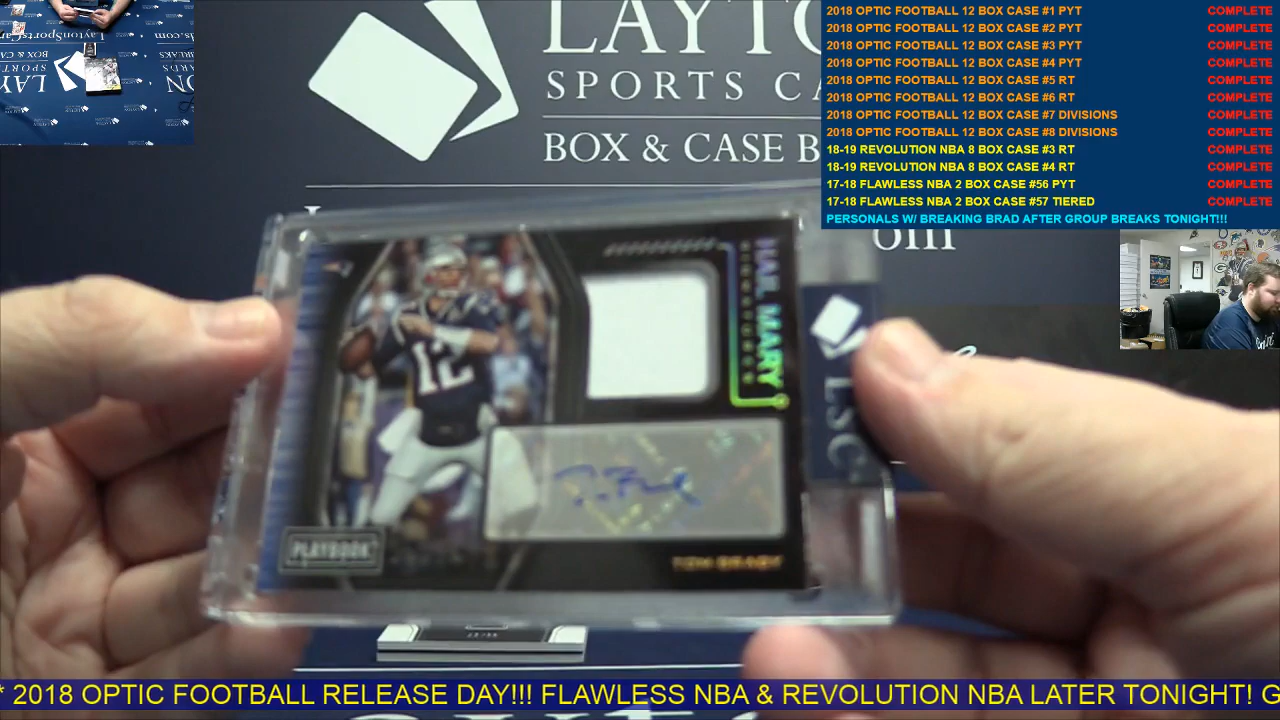 LAYTO
SPORTS CA
BOX & CASE B
om
2018 OPTIC FOOTBALL 12 BOX CASE #1 PYT COMPLETE
2018 OPTIC FOOTBALL 12 BOX CASE #2 PYT COMPLETE
2018 OPTIC FOOTBALL 12 BOX CASE #3 PYT COMPLETE
2018 OPTIC FOOTBALL 12 BOX CASE #4 PYT COMPLETE
2018 OPTIC FOOTBALL 12 BOX CASE #5 RT COMPLETE
2018 OPTIC FOOTBALL 12 BOX CASE #6 RT COMPLETE
2018 OPTIC FOOTBALL 12 BOX CASE #7 DIVISIONS COMPLETE
2018 OPTIC FOOTBALL 12 BOX CASE #8 DIVISIONS COMPLETE
18-19 REVOLUTION NBA 8 BOX CASE #3 RT COMPLETE
18-19 REVOLUTION NBA 8 BOX CASE #4 RT COMPLETE
17-18 FLAWLESS NBA 2 BOX CASE #56 PYT COMPLETE
17-18 FLAWLESS NBA 2 BOX CASE #57 TIERED COMPLETE
PERSONALS W/ BREAKING BRAD AFTER GROUP BREAKS TONIGHT!!!
HAIL MARY
SIGNATURES
12
LSC
PLAYBOOK
TOM BRADY
* 2018 OPTIC FOOTBALL RELEASE DAY!!! FLAWLESS NBA & REVOLUTION NBA LATER TONIGHT! G